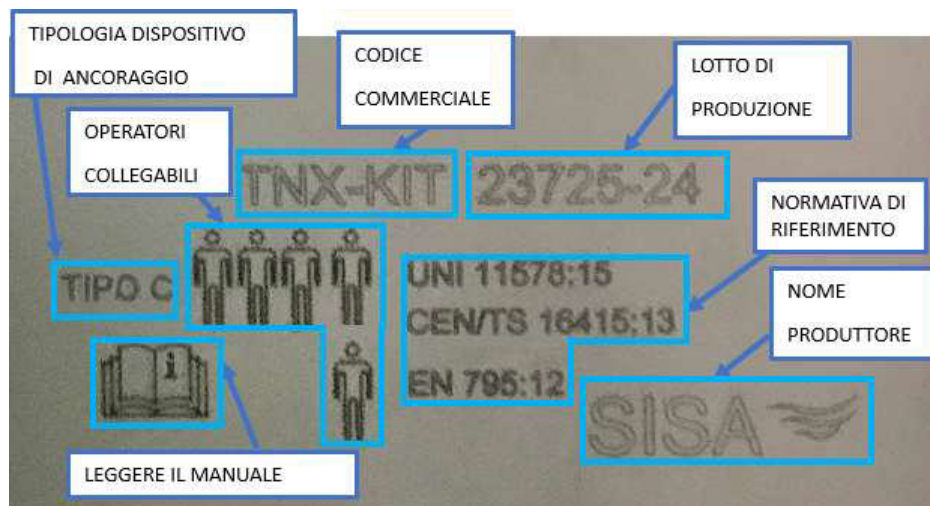 TIPOLOGIA DISPOSITIVO
DI ANCORAGGIO
CODICE
COMMERCIALE
LOTTO DI
PRODUZIONE
OPERATORI
COLLEGABILI
TNX-KIT 23725-24
NORMATIVA DI
RIFERIMENTO
TIPO C
UNI 11578:15
CEN/TS 16415:13
EN 795:12
NOME
PRODUTTORE
i
SISA
LEGGERE IL MANUALE